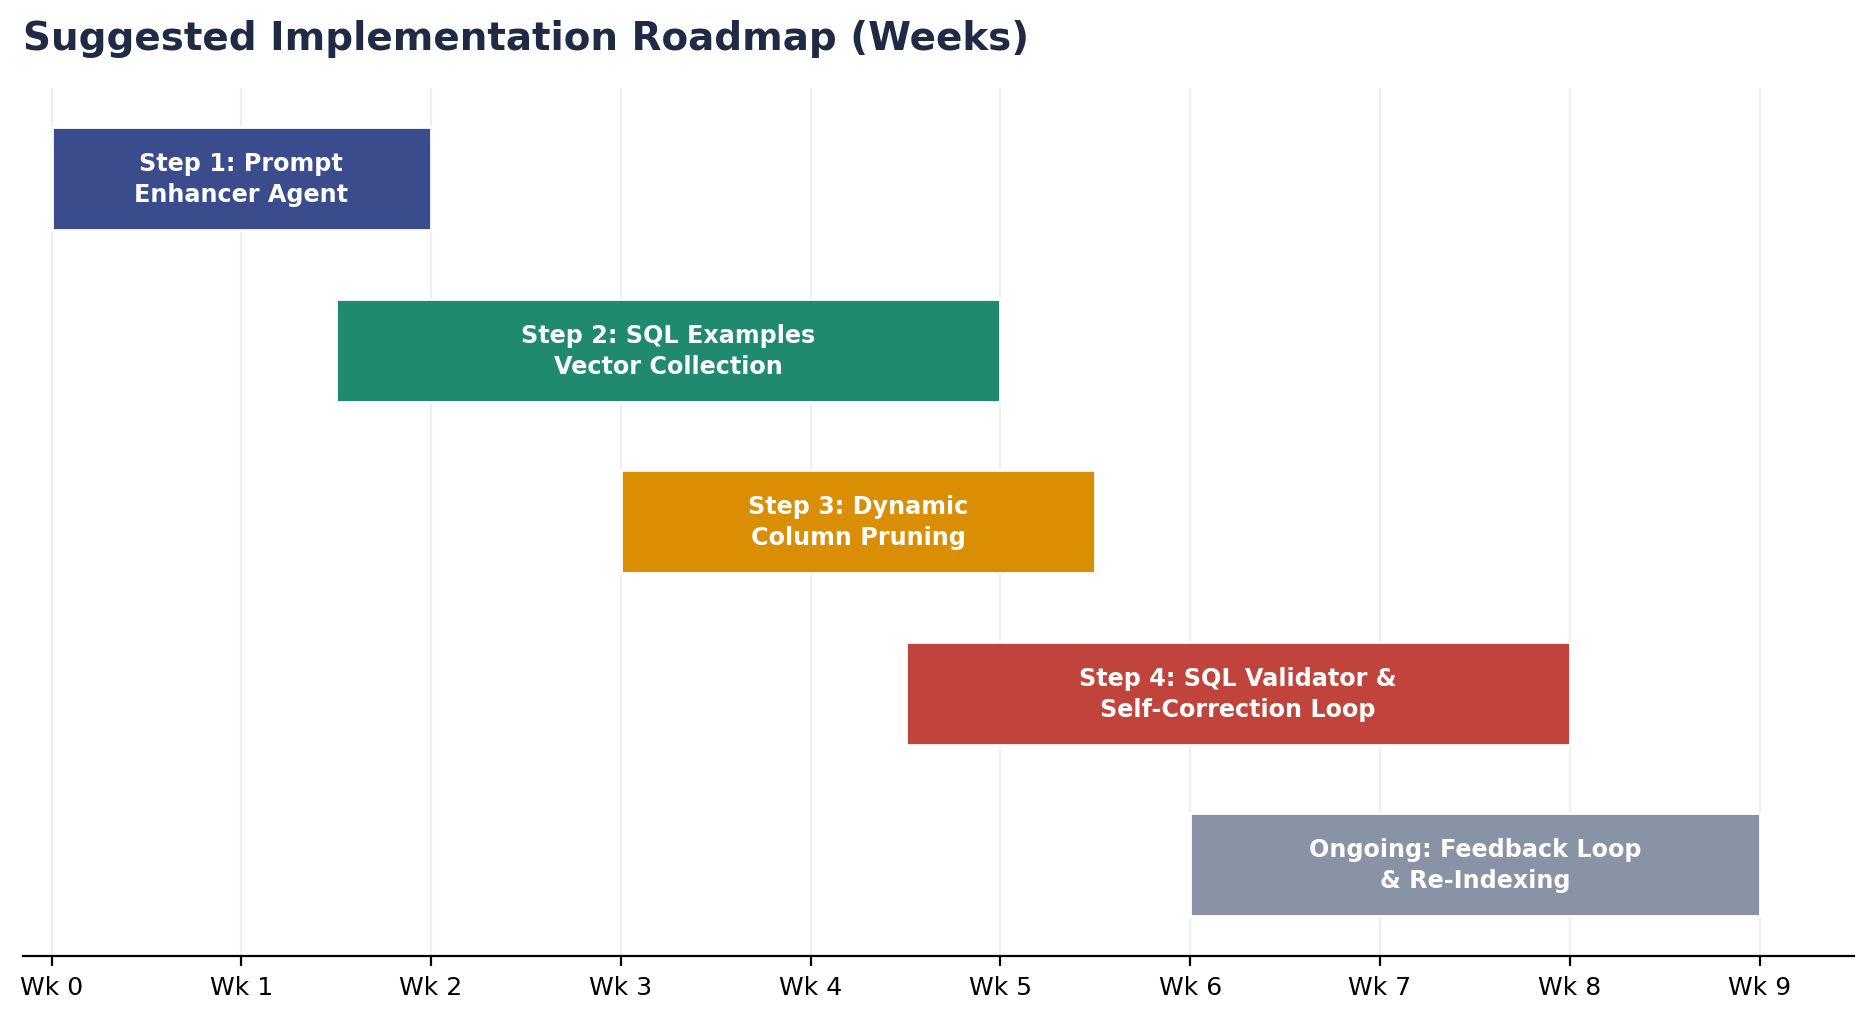 Suggested Implementation Roadmap (Weeks)
Step 1: Prompt
Enhancer Agent
Step 2: SQL Examples
Vector Collection
Step 3: Dynamic
Column Pruning
Step 4: SQL Validator &
Self-Correction Loop
Ongoing: Feedback Loop
& Re-Indexing
Wk 0 Wk 1 Wk 2 Wk 3 Wk 4 Wk 5 Wk 6 Wk 7 Wk 8 Wk 9